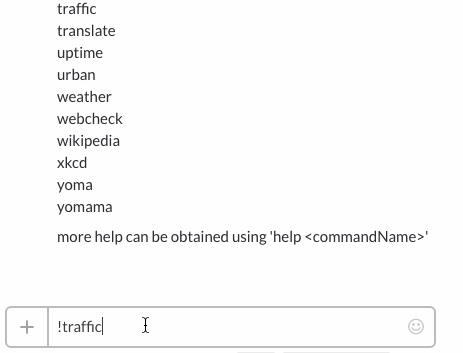 traffic
translate
uptime
urban
weather
webcheck
wikipedia
xkcd
yoma
yomama
more help can be obtained using 'help <commandName>'
!traffic